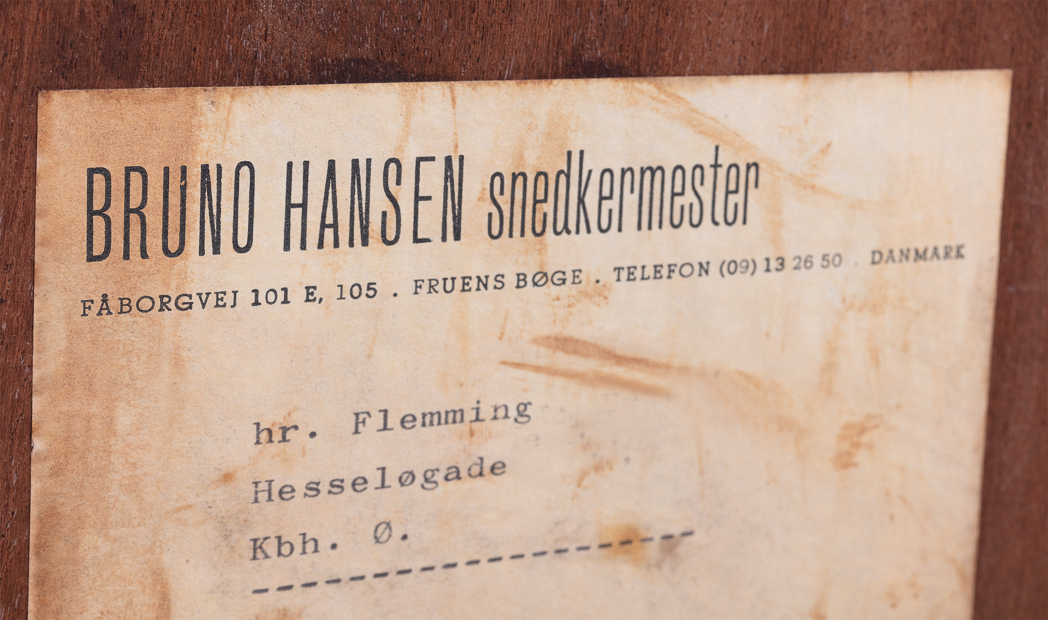 BRUNO HANSEN snedkermester
FÅBORGVEJ 101 E, 105 . FRUENS BØGE . TELEFON (09) 13 26 50 . DANMARK
hr. Flemming
Hesseløgade
Kbh. Ø.
--------------------